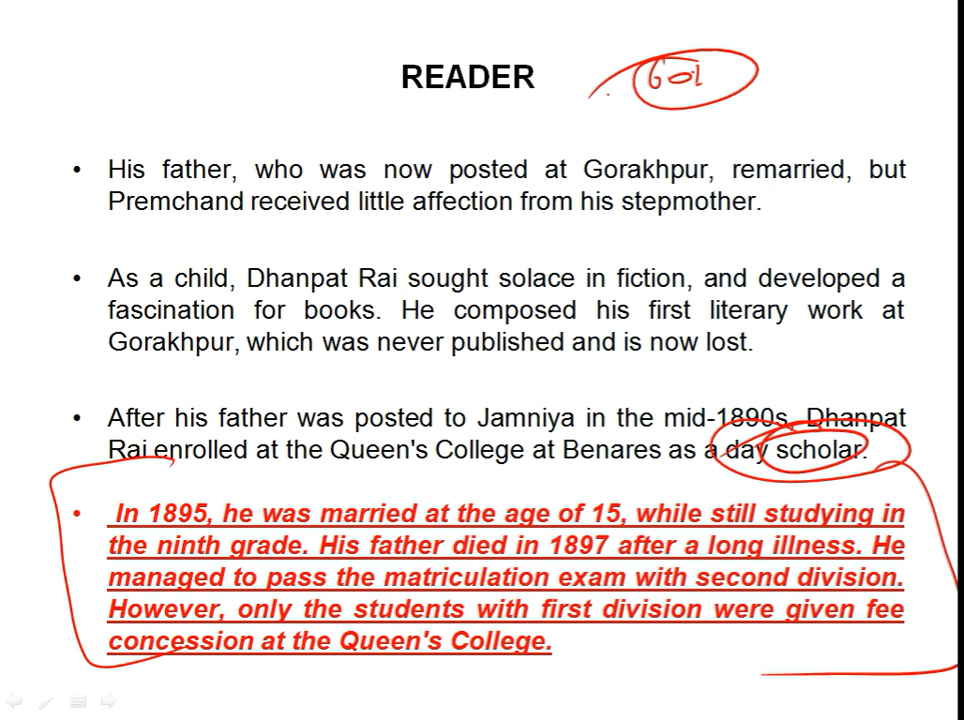 READER
• His father, who was now posted at Gorakhpur, remarried, but
Premchand received little affection from his stepmother.
• As a child, Dhanpat Rai sought solace in fiction, and developed a
fascination for books. He composed his first literary work at
Gorakhpur, which was never published and is now lost.
• After his father was posted to Jamniya in the mid-1890s, Dhanpat
Rai enrolled at the Queen's College at Benares as a day scholar.
• In 1895, he was married at the age of 15, while still studying in
the ninth grade. His father died in 1897 after a long illness. He
managed to pass the matriculation exam with second division.
However, only the students with first division were given fee
concession at the Queen's College.